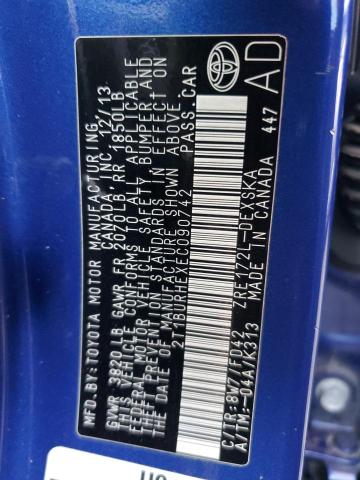 MFD.BY:TOYOTA MOTOR MANUFACTURING,
CANADA, INC. 12/13
GVWR 3820LB GAWR FR 2020LB RR 1850LB
THIS VEHICLE CONFORMS TO ALL APPLICABLE
FEDERAL MOTOR VEHICLE SAFETY, BUMPER AND
THEFT PREVENTION STANDARDS IN EFFECT ON
THE DATE OF MANUFACTURE SHOWN ABOVE.
2T1BURHEXEC090742 PASS.CAR
C/TR:8W7/FD42 ZRE172L-DEXSKA
A/TM:-04A/K313 MADE IN CANADA 447
AD